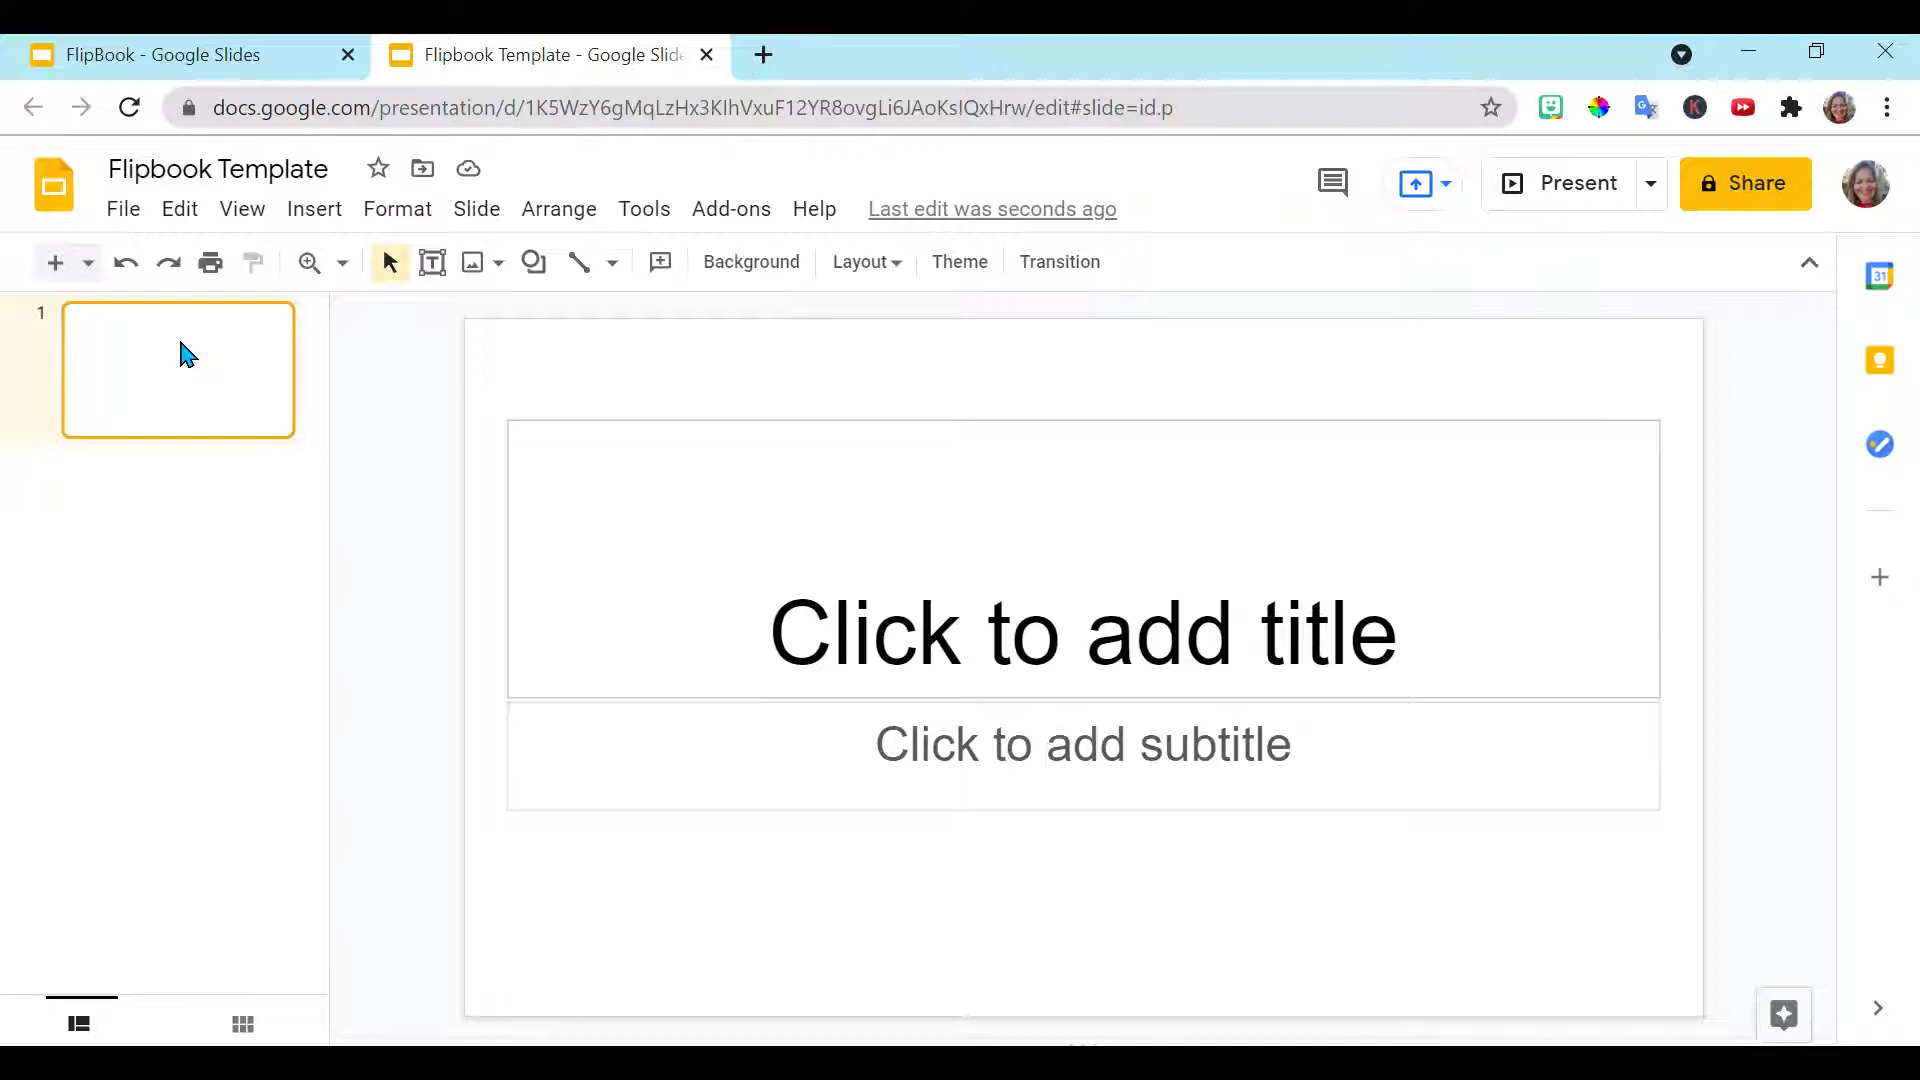 FlipBook - Google Slides
Flipbook Template - Google Slid
docs.google.com/presentation/d/1K5WzY6gMqLzHx3KIhVxuF12YR8ovgLi6JAoKsIQxHrw/edit#slide=id.p
Flipbook Template
Present
Share
File Edit View Insert Format Slide Arrange Tools Add-ons Help Last edit was seconds ago
Background Layout Theme Transition
31
1
Click to add title
Click to add subtitle